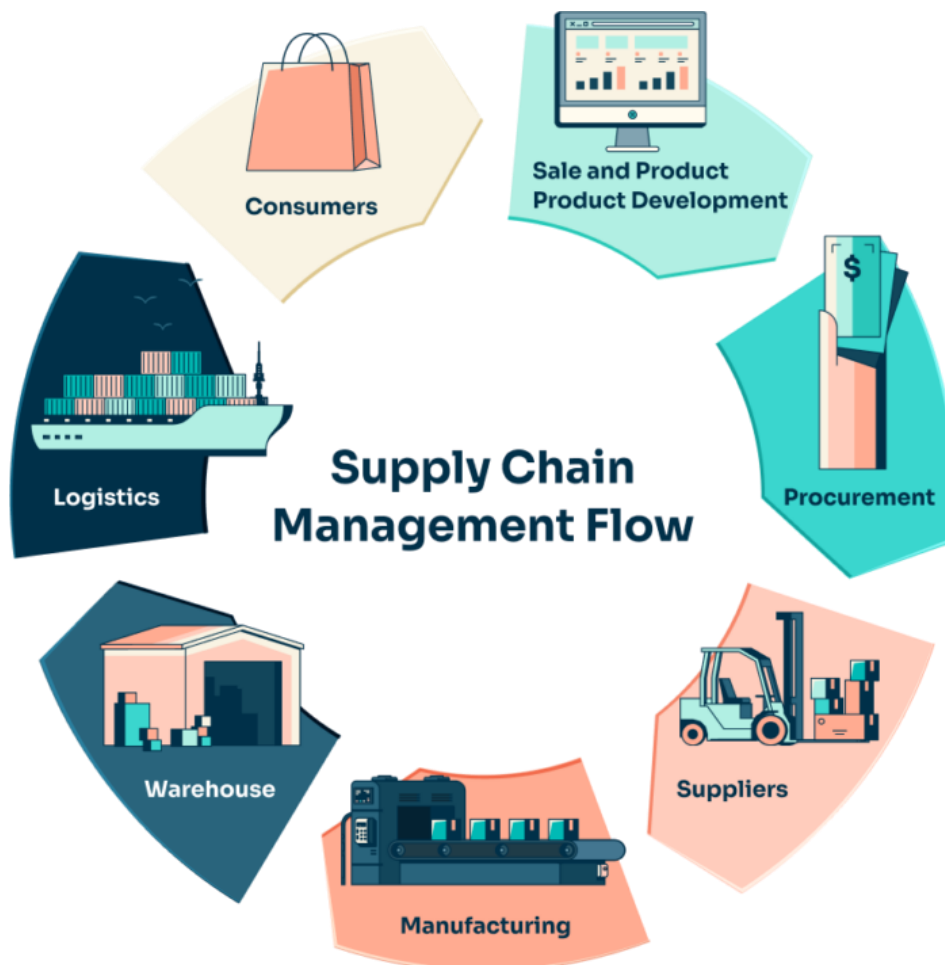 Supply Chain
Management Flow
Sale and Product
Product Development
$
Procurement
Suppliers
Manufacturing
Warehouse
Logistics
Consumers